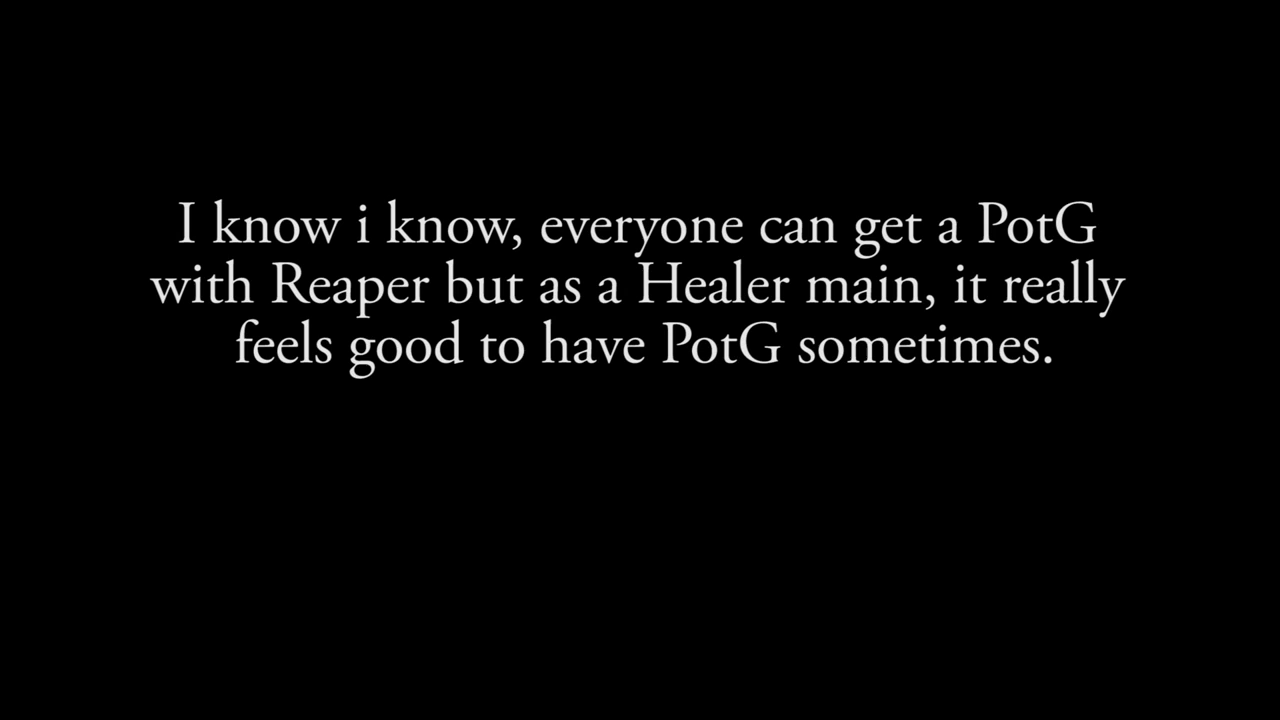 I know i know, everyone can get a PotG
with Reaper but as a Healer main, it really
feels good to have PotG sometimes.